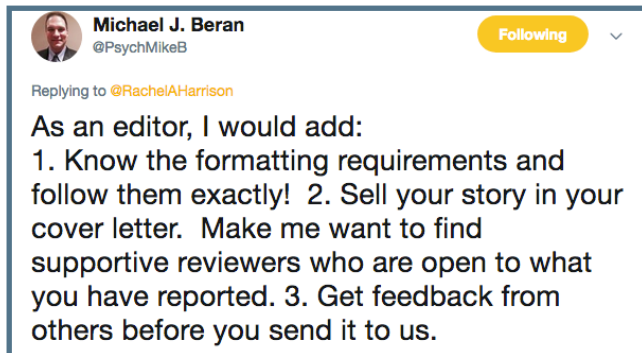 Michael J. Beran
@PsychMikeB
Following
Replying to @RachelAHarrison
As an editor, I would add:
1. Know the formatting requirements and
follow them exactly!  2. Sell your story in your
cover letter.  Make me want to find
supportive reviewers who are open to what
you have reported. 3. Get feedback from
others before you send it to us.